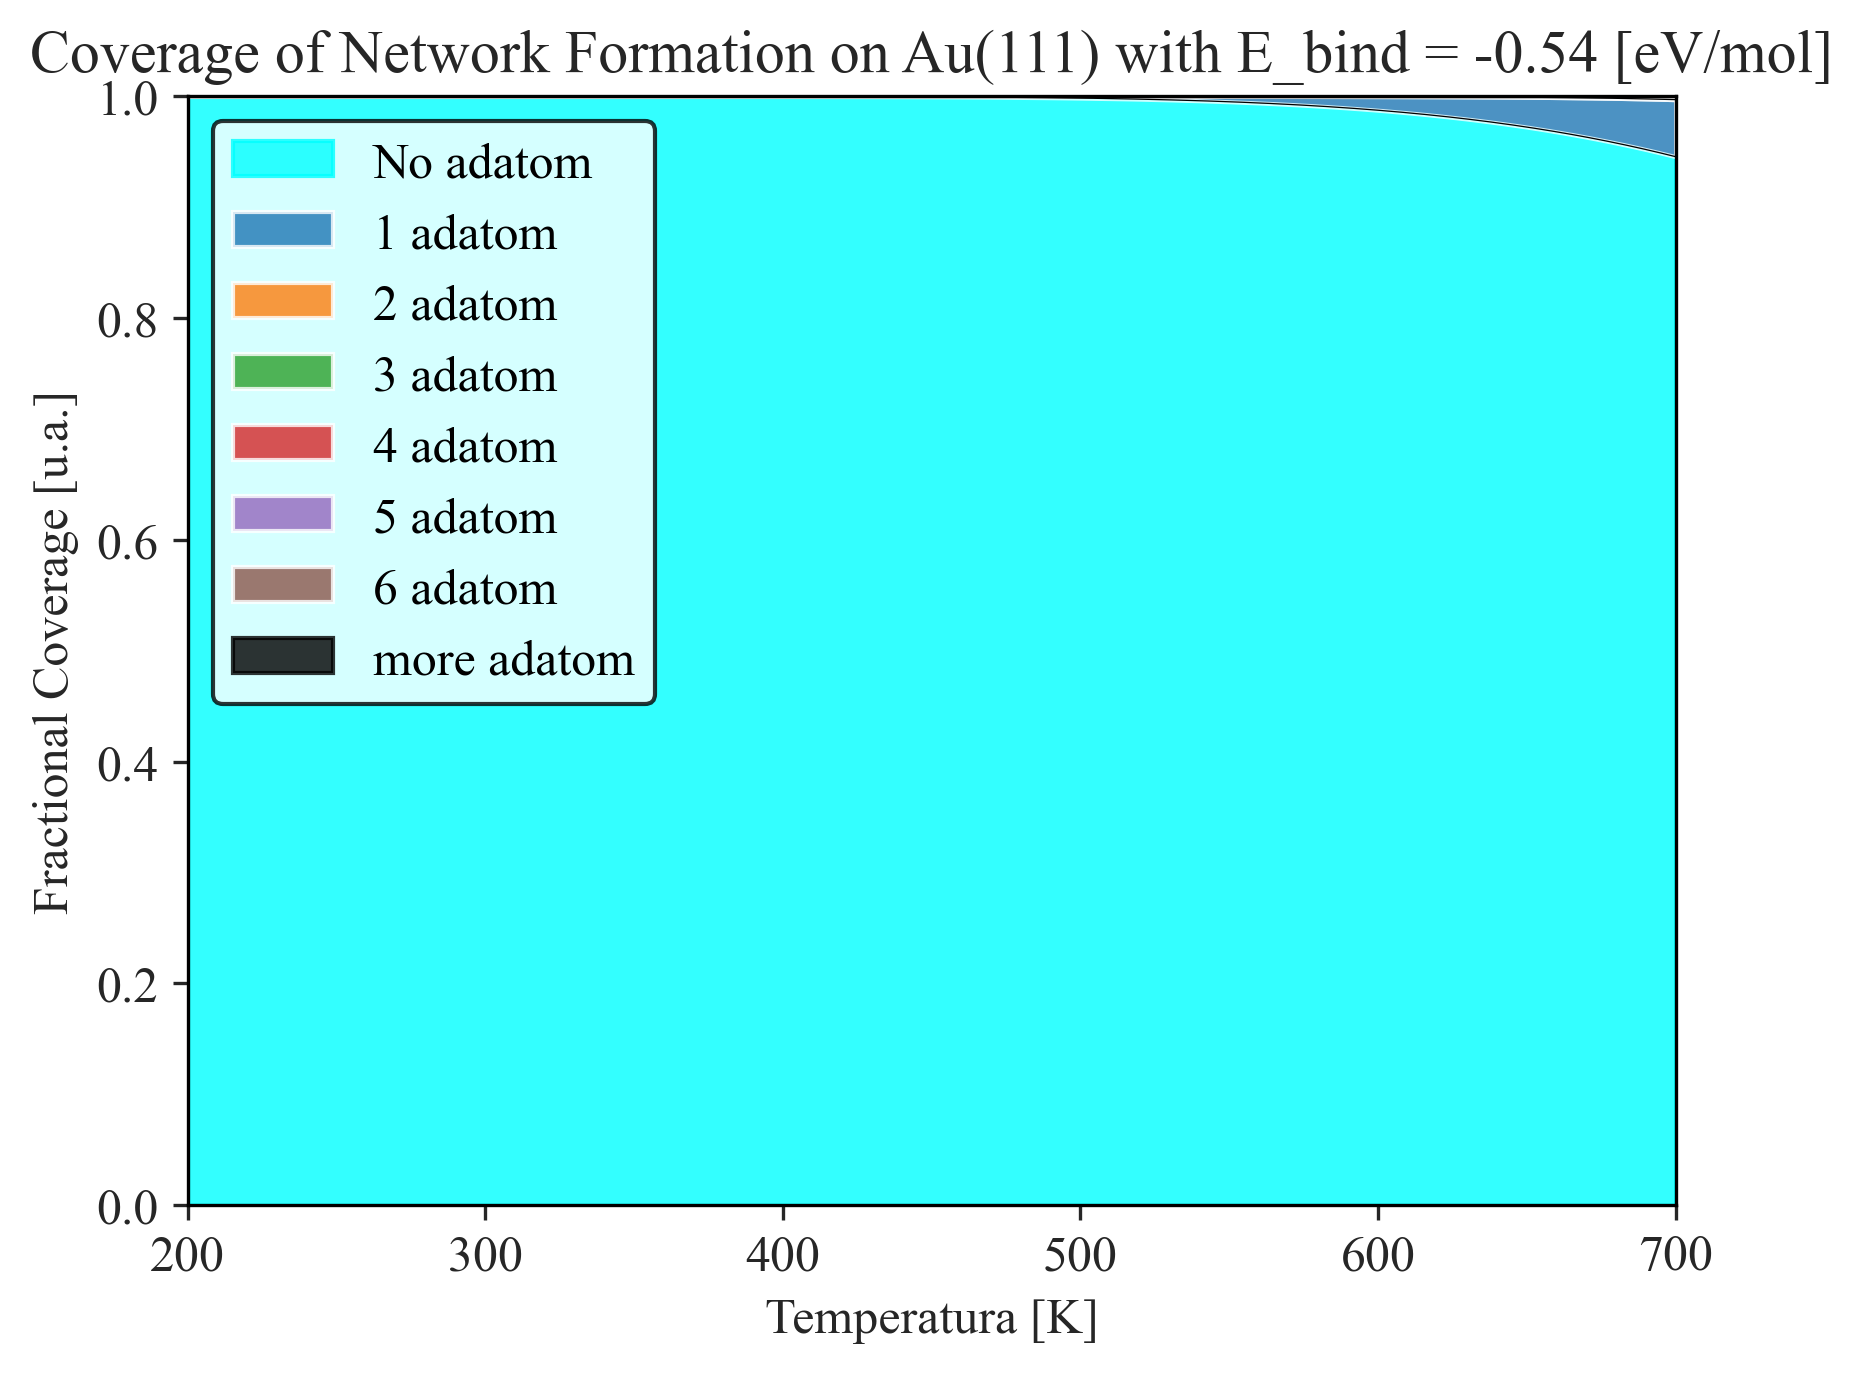 Coverage of Network Formation on Au(111) with E_bind = -0.54 [eV/mol]
1.0
0.8
0.6
0.4
0.2
0.0
Fractional Coverage [u.a.]
No adatom
1 adatom
2 adatom
3 adatom
4 adatom
5 adatom
6 adatom
more adatom
200 300 400 500 600 700
Temperatura [K]